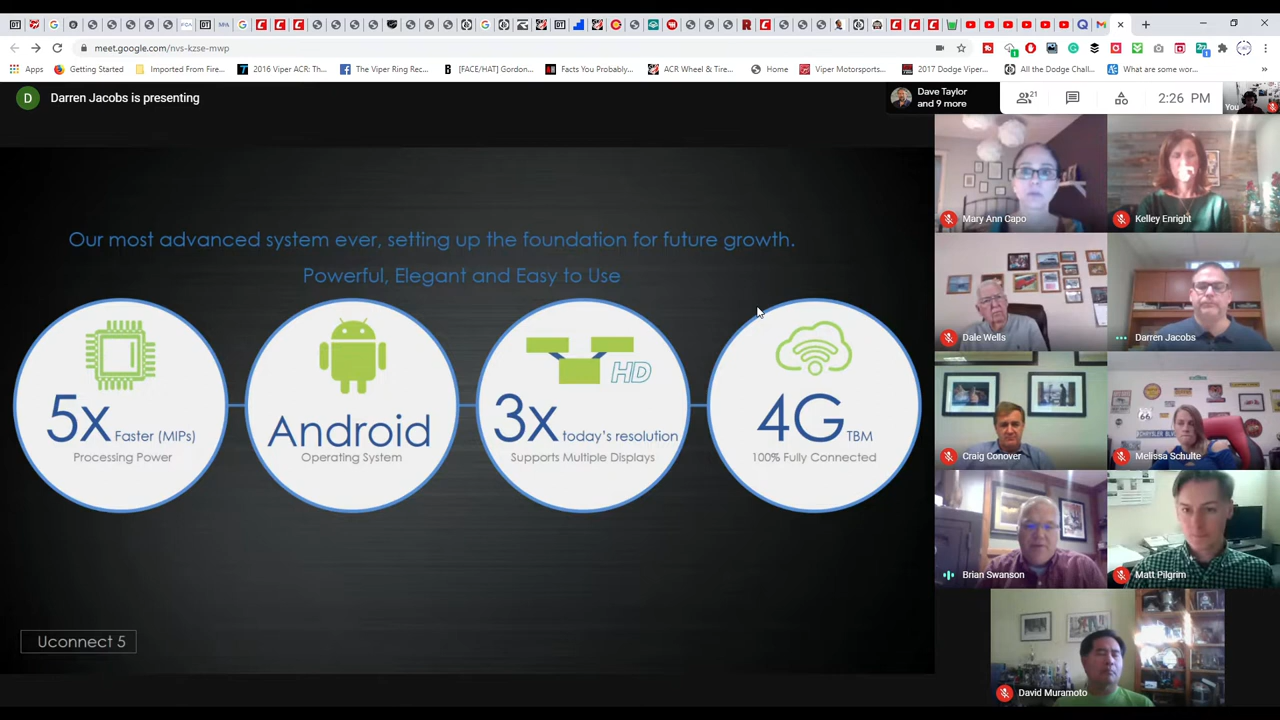 meet.google.com/nvs-kzse-mwp
Apps
Getting Started
Imported From Fire...
2016 Viper ACR: Th...
The Viper Ring Rec...
[FACE/HAT] Gordon...
Facts You Probably...
ACR Wheel & Tire...
Home
Viper Motorsports...
2017 Dodge Viper...
All the Dodge Chall...
What are some wor...
D
Darren Jacobs is presenting
Dave Taylor
and 9 more
21
2:26 PM
You
Our most advanced system ever, setting up the foundation for future growth.
Powerful, Elegant and Easy to Use
5x Faster (MIPs)
Processing Power
Android
Operating System
HD
3x today's resolution
Supports Multiple Displays
4G TBM
100% Fully Connected
Uconnect 5
Mary Ann Capo
Kelley Enright
Dale Wells
Darren Jacobs
Craig Conover
Melissa Schulte
Brian Swanson
Matt Pilgrim
David Muramoto